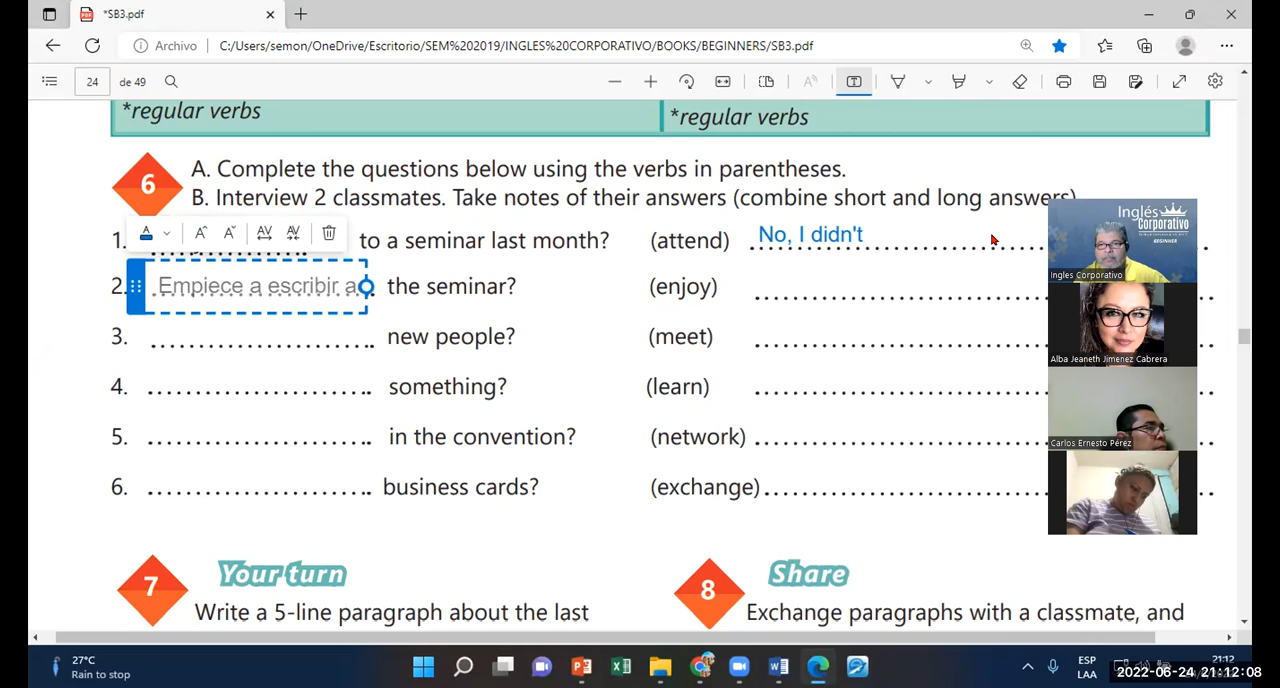 *SB3.pdf
Archivo C:/Users/semon/OneDrive/Escritorio/SEM%202019/INGLES%20CORPORATIVO/BOOKS/BEGINNERS/SB3.pdf
24 de 49
*regular verbs *regular verbs
6 A. Complete the questions below using the verbs in parentheses.
B. Interview 2 classmates. Take notes of their answers (combine short and long answers)
1. to a seminar last month? (attend) No, I didn't
2. Empiece a escribir a the seminar? (enjoy)
3. new people? (meet)
4. something? (learn)
5. in the convention? (network)
6. business cards? (exchange)
Inglés
Corporativo
BEGINNER
Ingles Corporativo
Alba Jeaneth Jimenez Cabrera
Carlos Ernesto Pérez
7 Your turn
Write a 5-line paragraph about the last
8 Share
Exchange paragraphs with a classmate, and
27°C
Rain to stop
ESP
LAA
21:12
2022-06-24 21:12:08